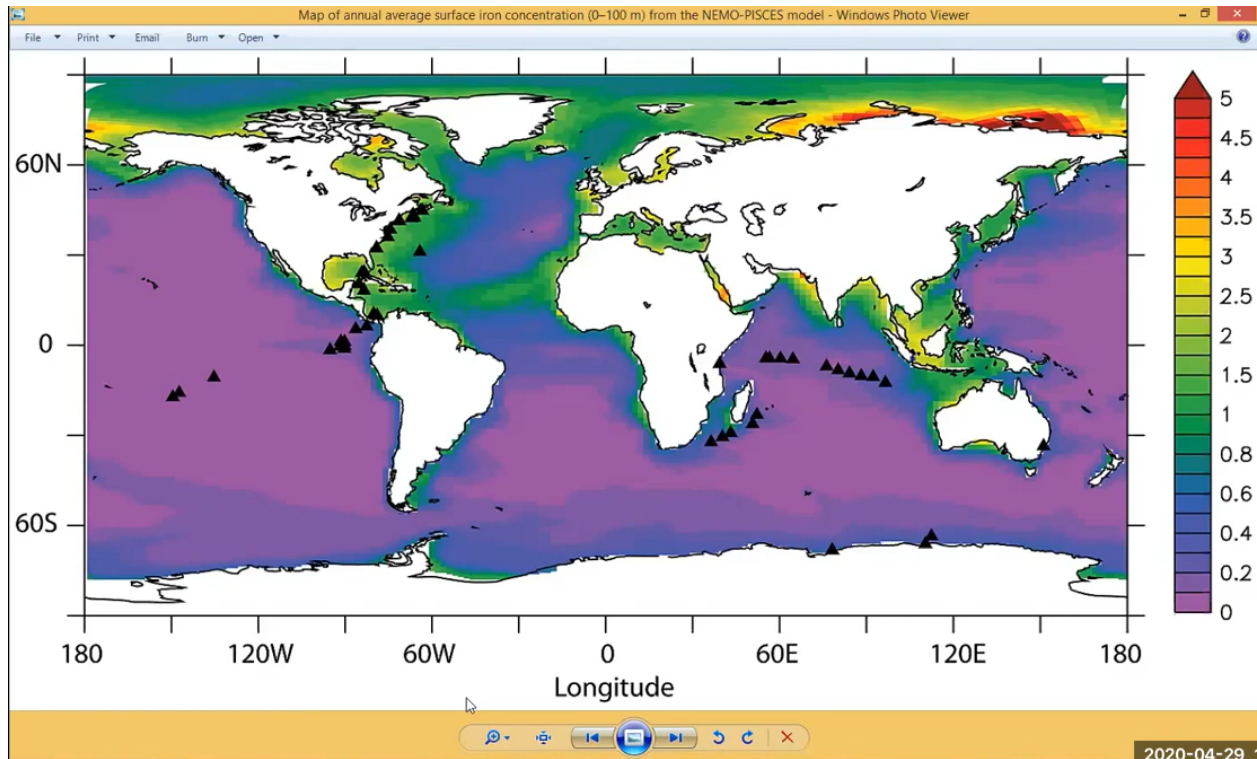 Map of annual average surface iron concentration (0–100 m) from the NEMO-PISCES model - Windows Photo Viewer
File Print Email Burn Open
5
4.5
4
3.5
3
2.5
2
1.5
1
0.8
0.6
0.4
0.2
0
60N
0
60S
180 120W 60W 0 60E 120E 180
Longitude
2020-04-29